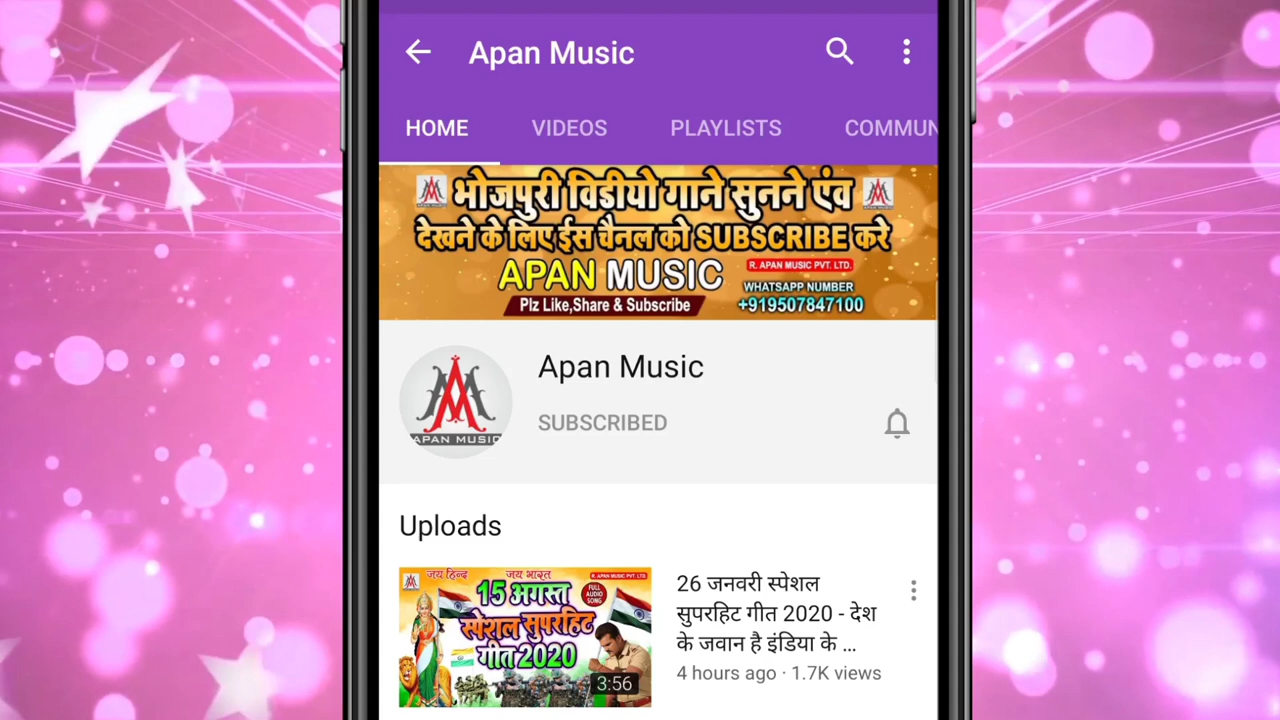 Apan Music
HOME VIDEOS PLAYLISTS COMMUN
भोजपुरी विडीयो गाने सुनने एंव
देखने के लिए ईस चैनल को SUBSCRIBE करे
APAN MUSIC
R. APAN MUSIC PVT. LTD.
WHATSAPP NUMBER
Plz Like,Share & Subscribe
+919507847100
Apan Music
SUBSCRIBED
APAN MUSIC
Uploads
जय हिन्द जय भारत
R. APAN MUSIC PVT. LTD
15 अगस्त
FULL
AUDIO
SONG
स्पेशल सुपरहिट
गीत 2020
3:56
26 जनवरी स्पेशल
सुपरहिट गीत 2020 - देश
के जवान है इंडिया के ...
4 hours ago · 1.7K views